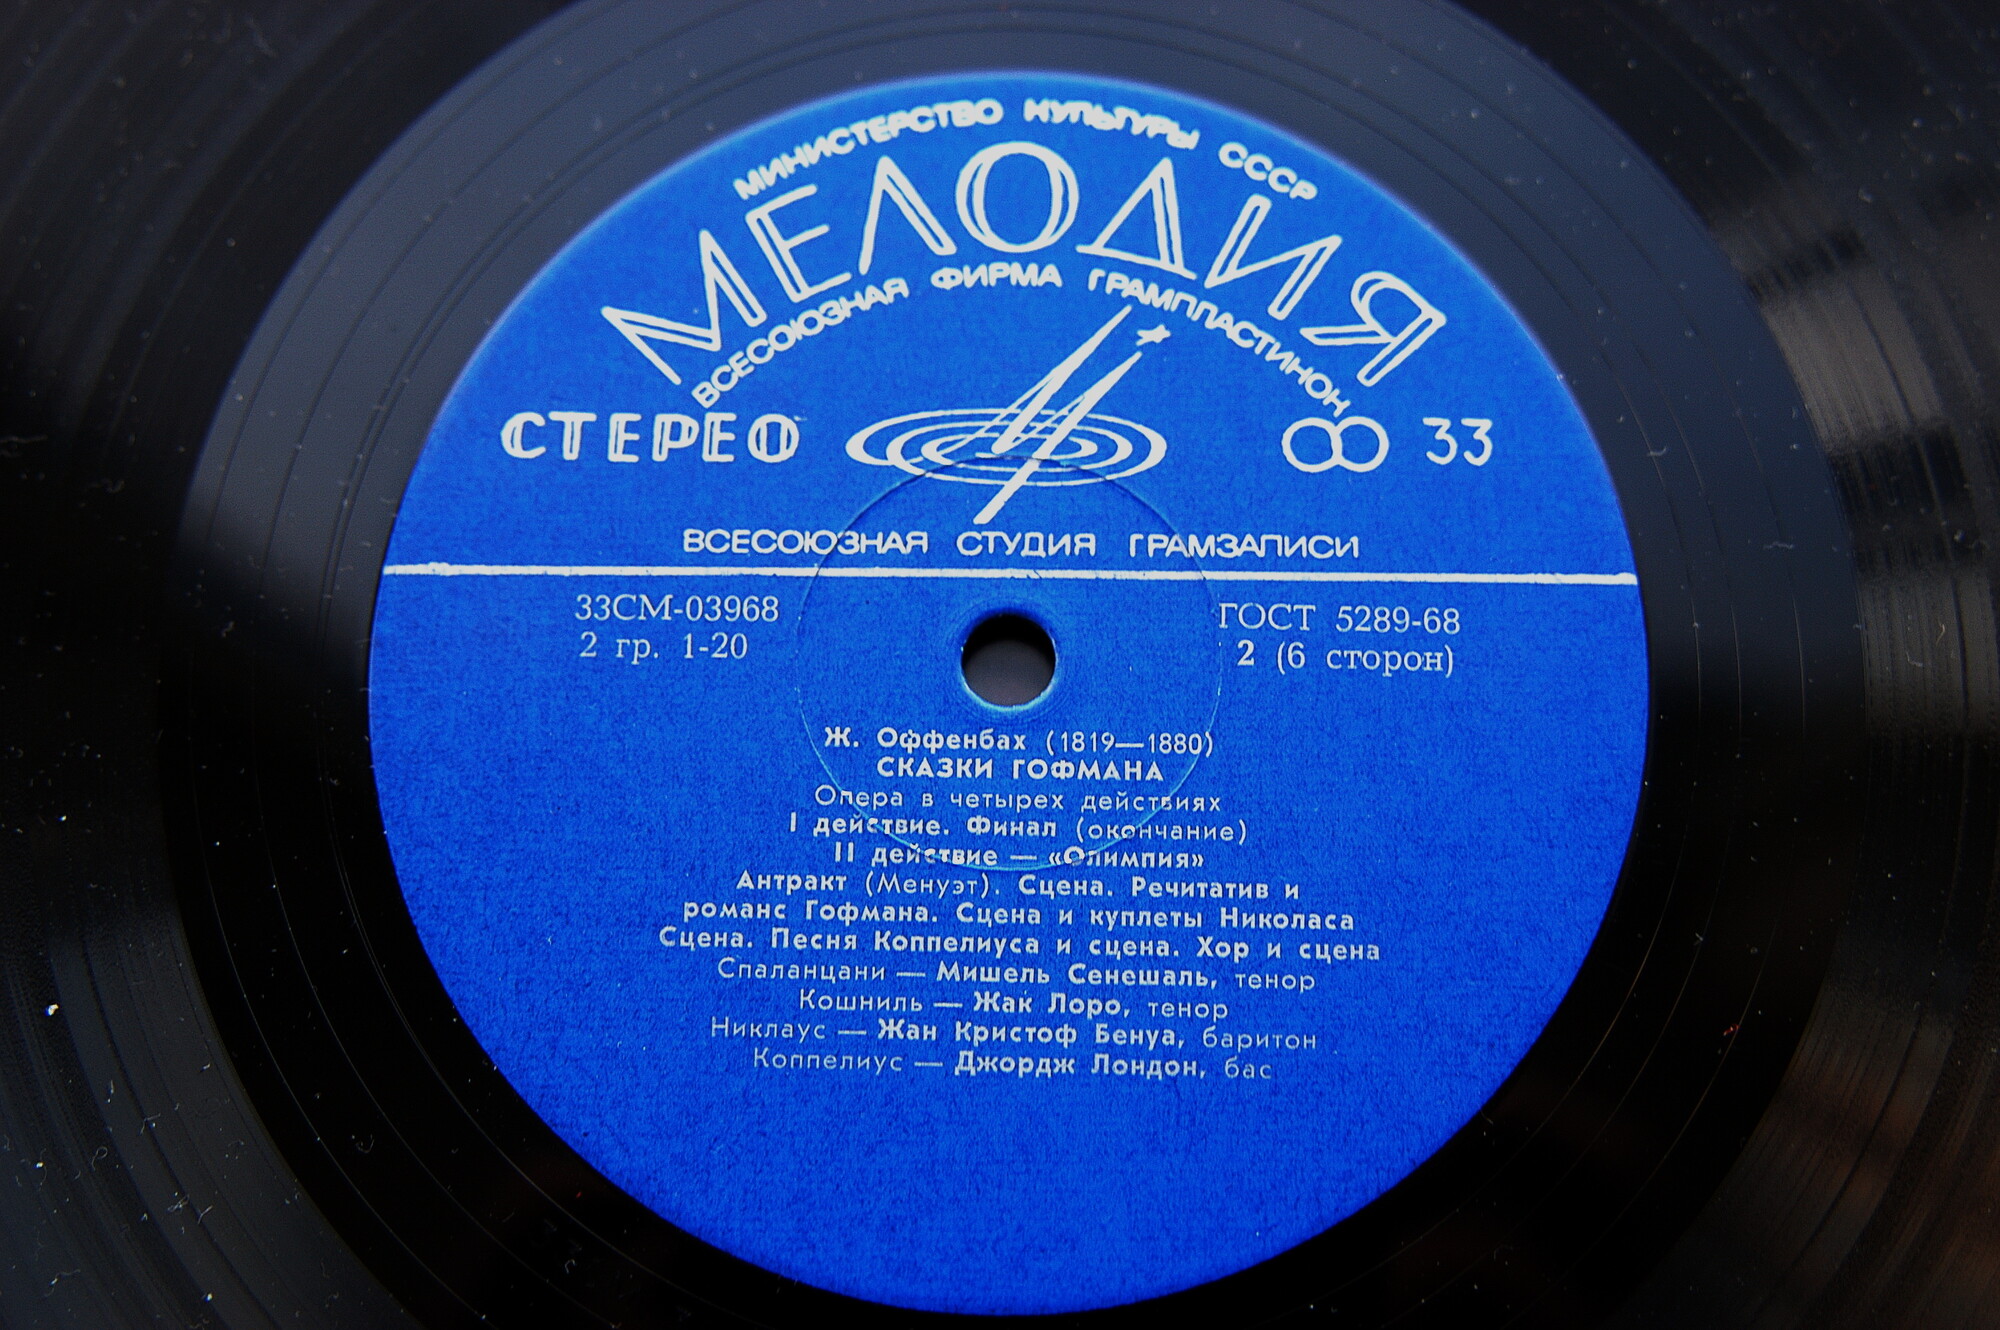 МИНИСТЕРСТВО КУЛЬТУРЫ СССР
МЕЛОДИЯ
ВСЕСОЮЗНАЯ ФИРМА ГРАМПЛАСТИНОК
СТЕРЕО
33
ВСЕСОЮЗНАЯ СТУДИЯ ГРАМЗАПИСИ
33СМ-03968 ГОСТ 5289-68
2 гр. 1-20 2 (6 сторон)
Ж. Оффенбах (1819—1880)
СКАЗКИ ГОФМАНА
Опера в четырех действиях
I действие. Финал (окончание)
II действие — «Олимпия»
Антракт (Менуэт). Сцена. Речитатив и
романс Гофмана. Сцена и куплеты Николаса
Сцена. Песня Коппелиуса и сцена. Хор и сцена
Спаланцани — Мишель Сенешаль, тенор
Кошниль — Жак Лоро, тенор
Никлаус — Жан Кристоф Бенуа, баритон
Коппелиус — Джордж Лондон, бас